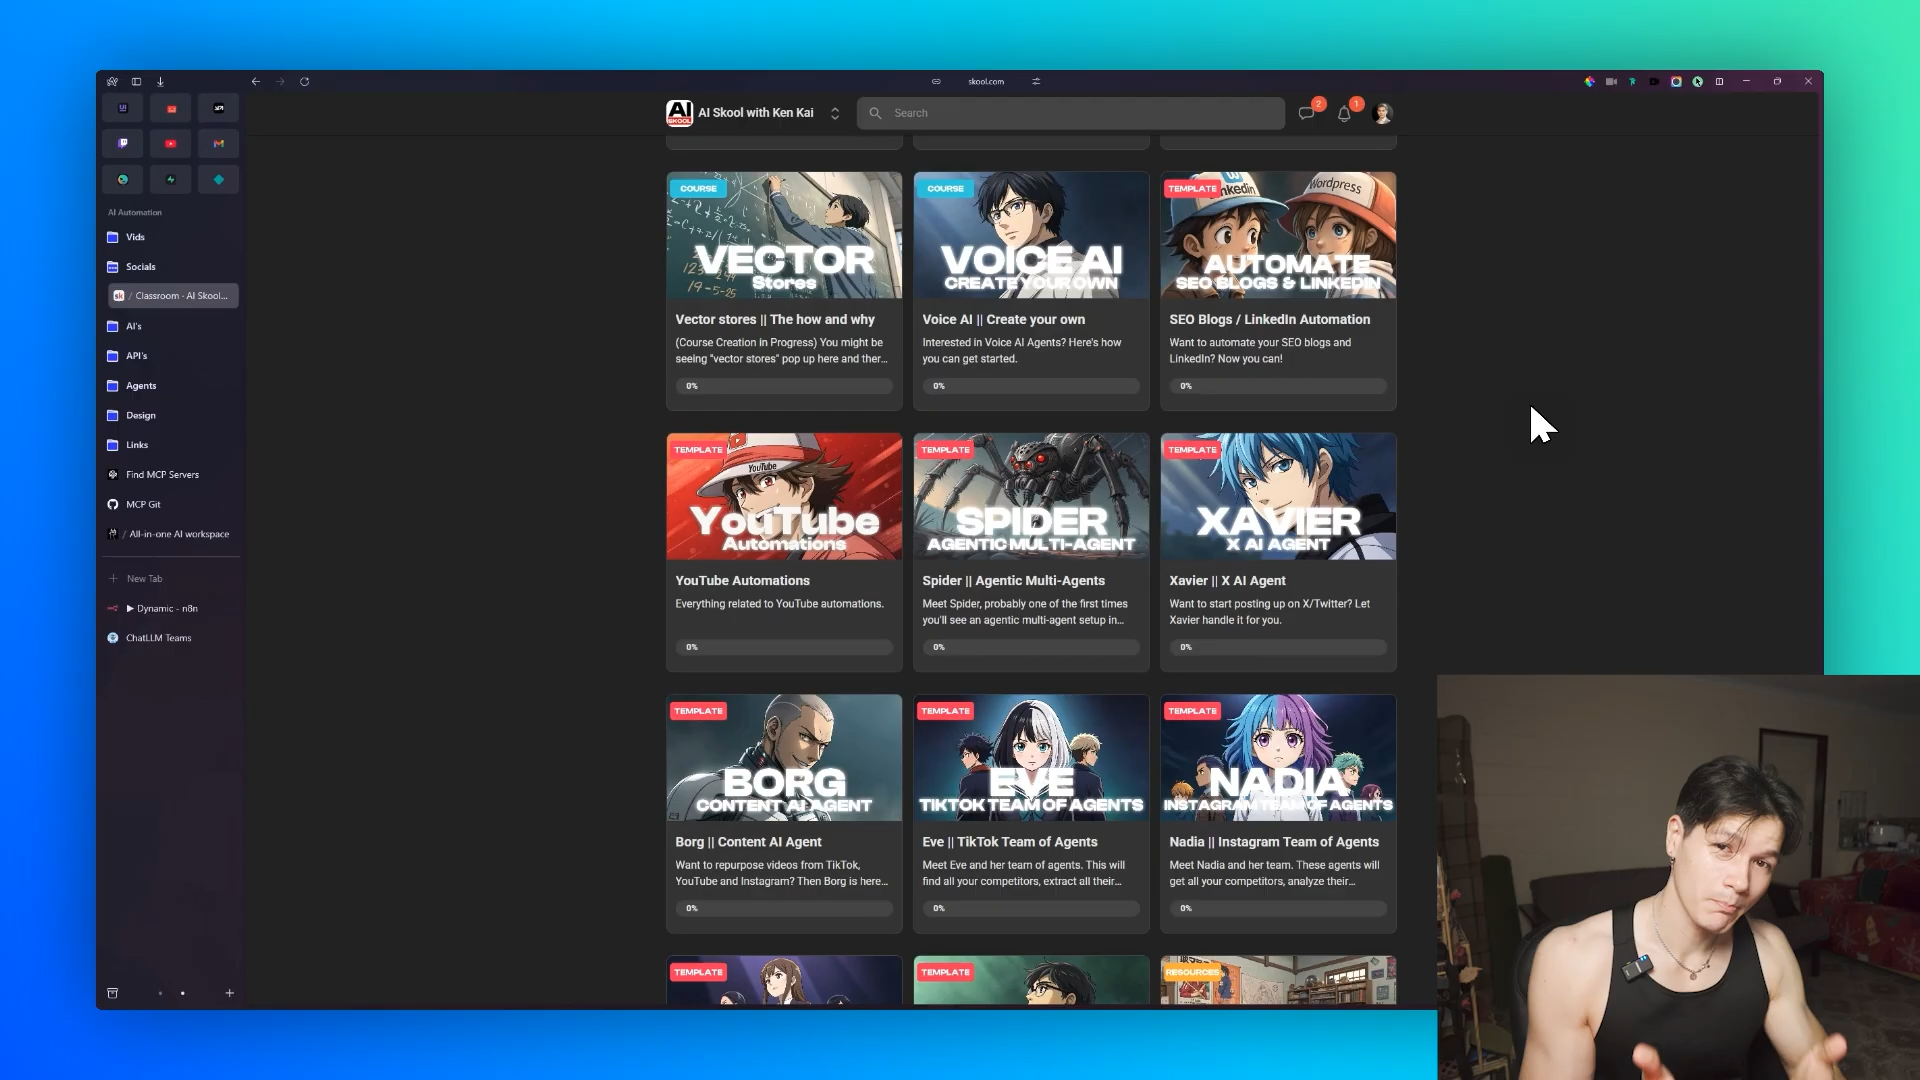 skool.com
AI Automation
Vids
Socials
/ Classroom - AI Skool...
AI's
API's
Agents
Design
Links
Find MCP Servers
MCP Git
/ All-in-one AI workspace
New Tab
▶ Dynamic - n8n
ChatLLM Teams
AI
SKOOL
AI Skool with Ken Kai
Search
2
1
COURSE
VECTOR
Stores
Vector stores || The how and why
(Course Creation in Progress) You might be
seeing "vector stores" pop up here and ther...
0%
COURSE
VOICE AI
CREATE YOUR OWN
Voice AI || Create your own
Interested in Voice AI Agents? Here's how
you can get started.
0%
TEMPLATE
Wordpress
AUTOMATE
SEO BLOGS & LINKEDIN
SEO Blogs / LinkedIn Automation
Want to automate your SEO blogs and
LinkedIn? Now you can!
0%
TEMPLATE
YouTube
YouTube
Automations
YouTube Automations
Everything related to YouTube automations.
0%
TEMPLATE
SPIDER
AGENTIC MULTI-AGENT
Spider || Agentic Multi-Agents
Meet Spider, probably one of the first times
you'll see an agentic multi-agent setup in...
0%
TEMPLATE
XAVIER
X AI AGENT
Xavier || X AI Agent
Want to start posting up on X/Twitter? Let
Xavier handle it for you.
0%
TEMPLATE
BORG
CONTENT AI AGENT
Borg || Content AI Agent
Want to repurpose videos from TikTok,
YouTube and Instagram? Then Borg is here...
0%
TEMPLATE
EVE
TIKTOK TEAM OF AGENTS
Eve || TikTok Team of Agents
Meet Eve and her team of agents. This will
find all your competitors, extract all their...
0%
TEMPLATE
NADIA
INSTAGRAM TEAM OF AGENTS
Nadia || Instagram Team of Agents
Meet Nadia and her team. These agents will
get all your competitors, analyze their...
0%
TEMPLATE
TEMPLATE
RESOURCES